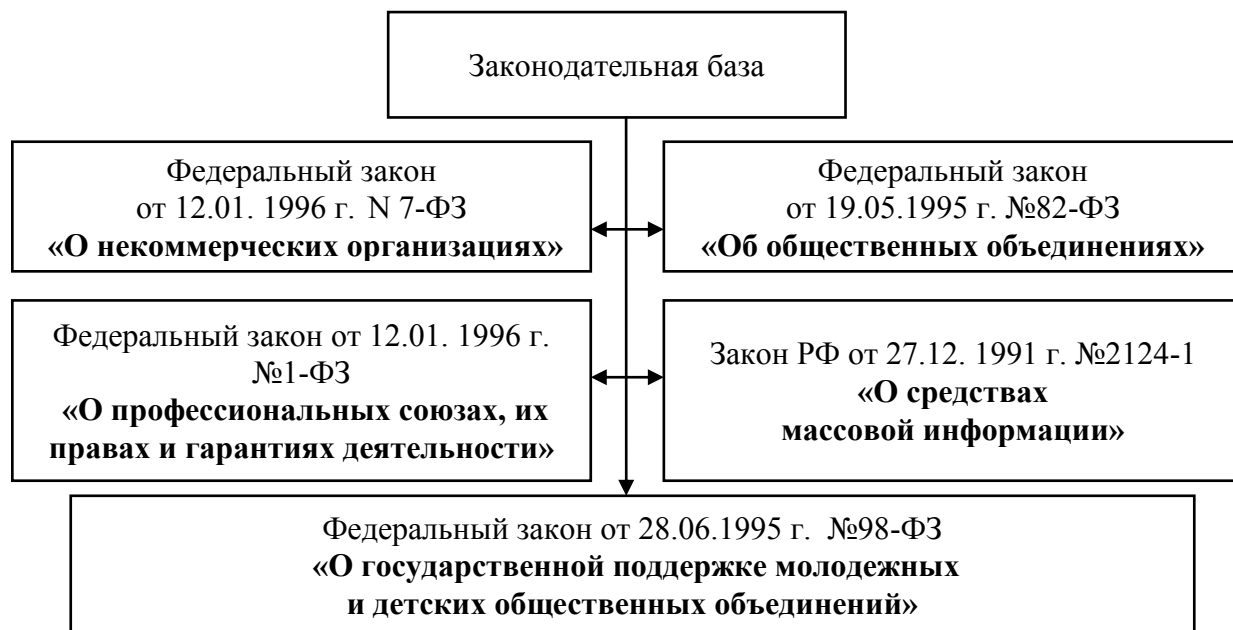 Законодательная база
Федеральный закон
от 12.01. 1996 г. N 7-ФЗ
«О некоммерческих организациях»
Федеральный закон
от 19.05.1995 г. №82-ФЗ
«Об общественных объединениях»
Федеральный закон от 12.01. 1996 г.
№1-ФЗ
«О профессиональных союзах, их
правах и гарантиях деятельности»
Закон РФ от 27.12. 1991 г. №2124-1
«О средствах
массовой информации»
Федеральный закон от 28.06.1995 г. №98-ФЗ
«О государственной поддержке молодежных
и детских общественных объединений»